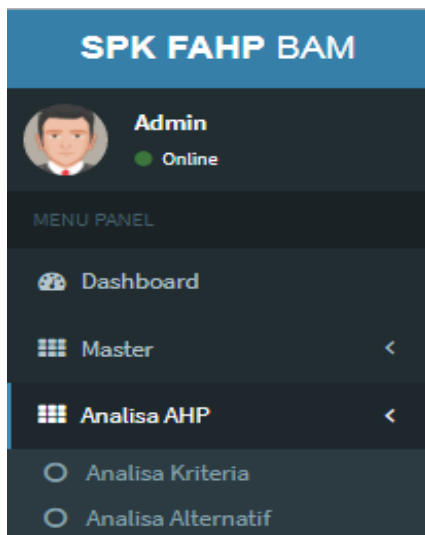 SPK FAHP BAM
Admin
Online
MENU PANEL
Dashboard
Master
Analisa AHP
Analisa Kriteria
Analisa Alternatif